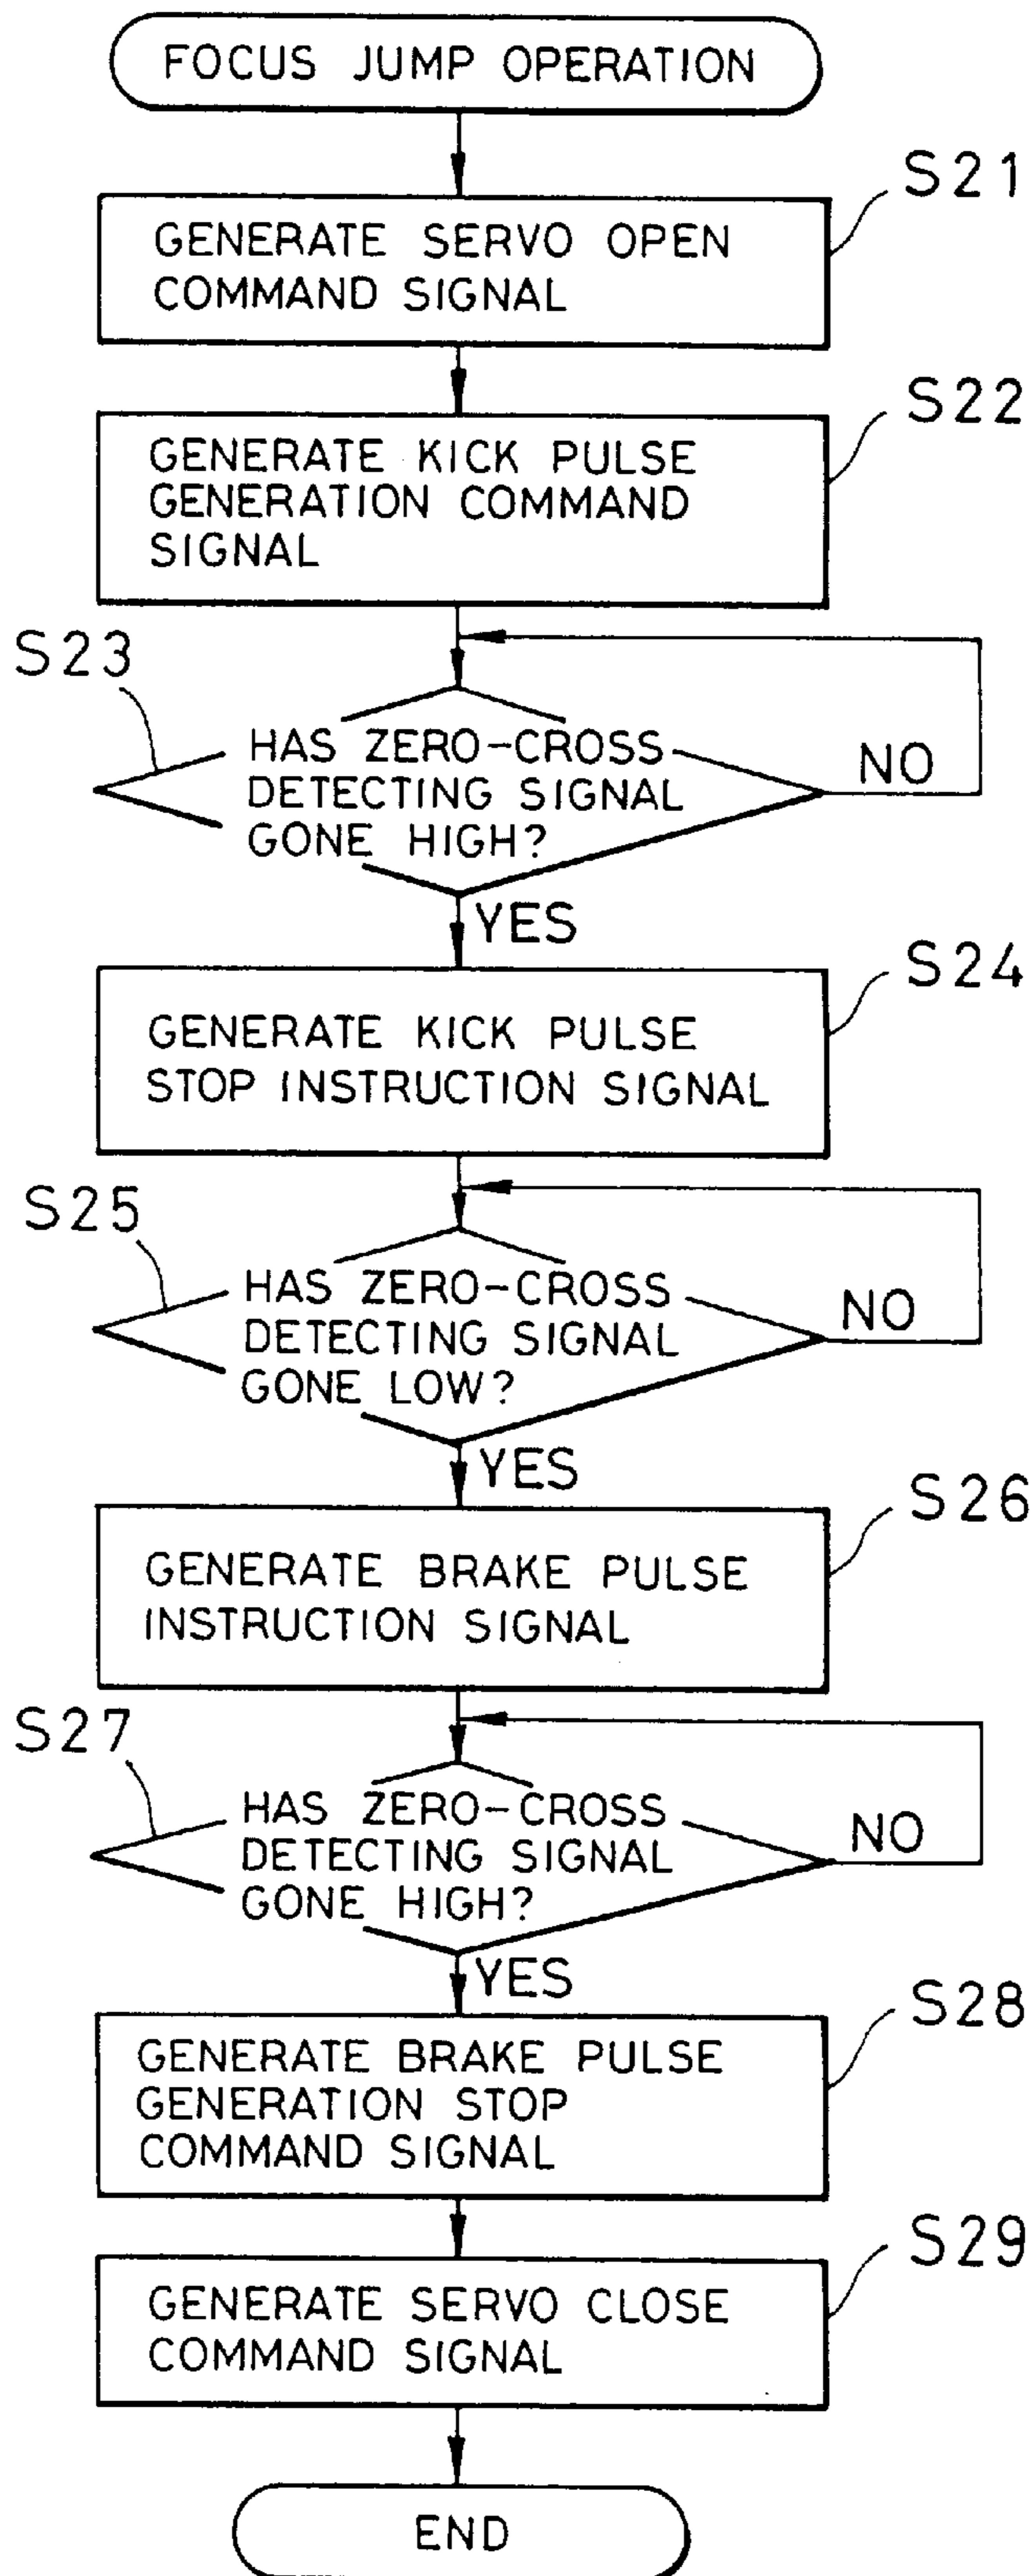 FOCUS JUMP OPERATION
S21
GENERATE SERVO OPEN
COMMAND SIGNAL
S22
GENERATE KICK PULSE
GENERATION COMMAND
SIGNAL
S23
HAS ZERO-CROSS
DETECTING SIGNAL
GONE HIGH?
NO
YES
S24
GENERATE KICK PULSE
STOP INSTRUCTION SIGNAL
S25
HAS ZERO-CROSS
DETECTING SIGNAL
GONE LOW?
NO
YES
S26
GENERATE BRAKE PULSE
INSTRUCTION SIGNAL
S27
HAS ZERO-CROSS
DETECTING SIGNAL
GONE HIGH?
NO
YES
S28
GENERATE BRAKE PULSE
GENERATION STOP
COMMAND SIGNAL
S29
GENERATE SERVO CLOSE
COMMAND SIGNAL
END